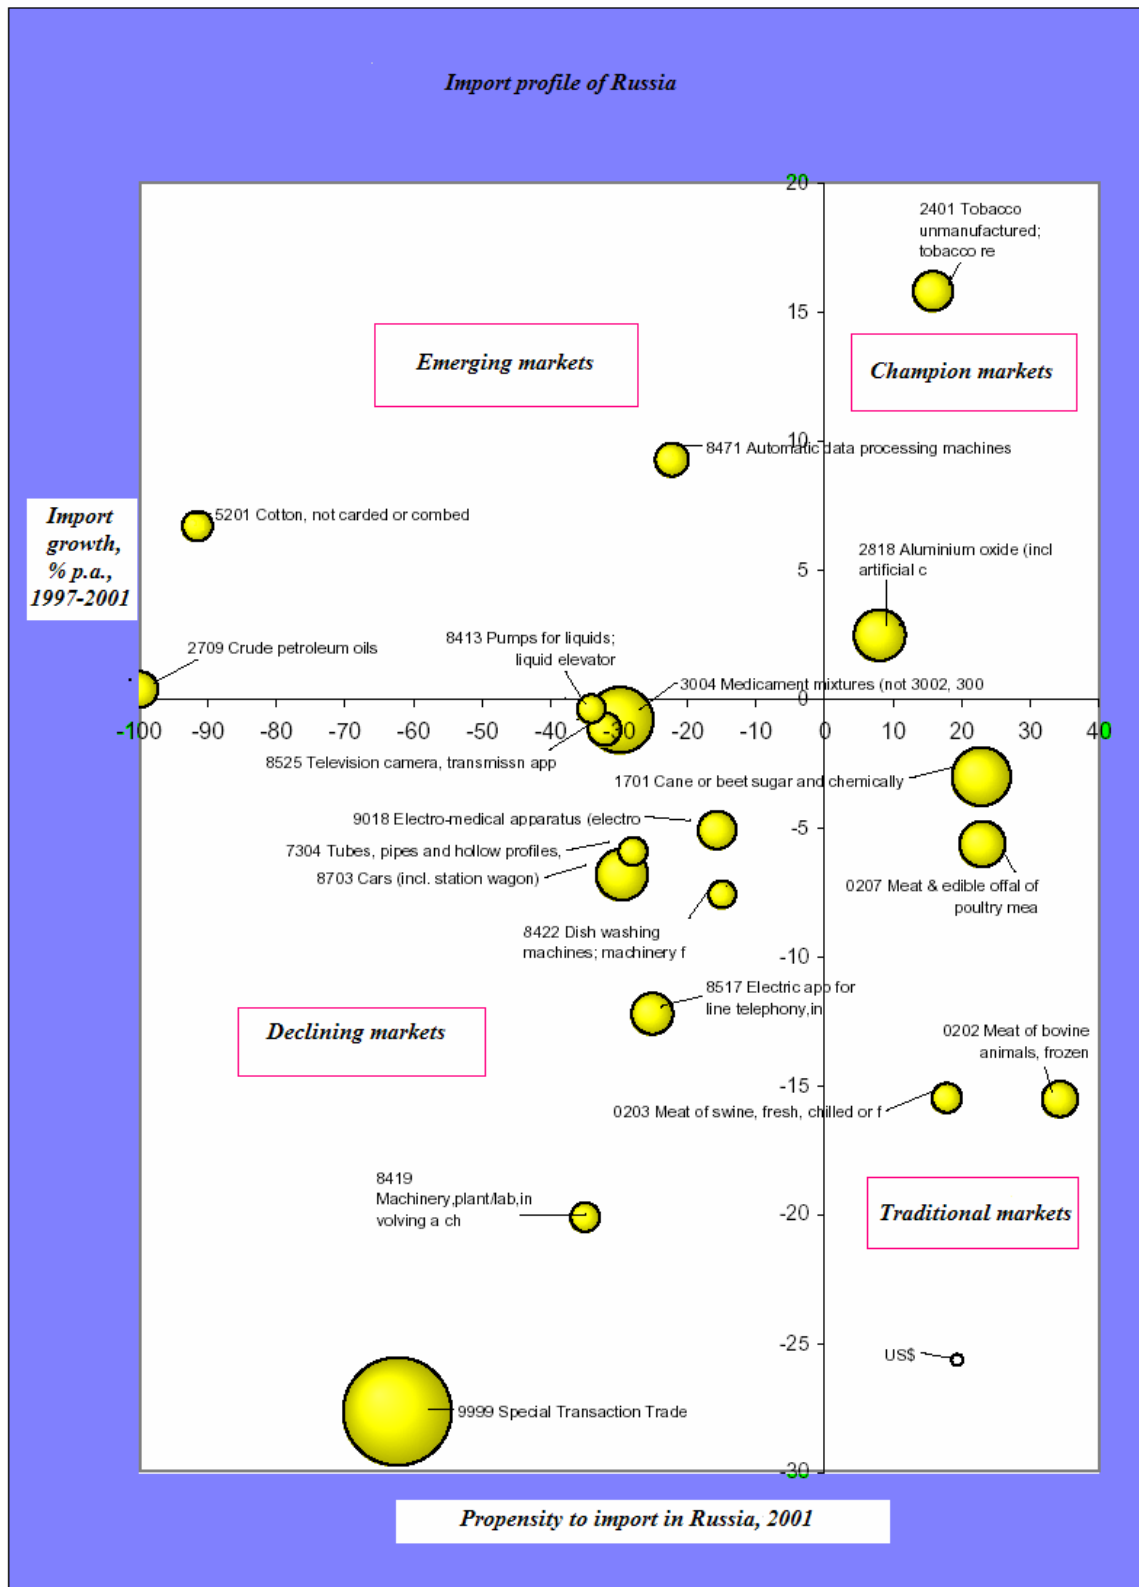 Import profile of Russia
20
2401 Tobacco
unmanufactured;
tobacco re
15
Emerging markets
Champion markets
10
8471 Automatic data processing machines
5201 Cotton, not carded or combed
Import
growth,
% p.a.,
1997-2001
2818 Aluminium oxide (incl
artificial c
5
8413 Pumps for liquids;
liquid elevator
2709 Crude petroleum oils
3004 Medicament mixtures (not 3002, 300
0
-100 -90 -80 -70 -60 -50 -40 -30 -20 -10 0 10 20 30 40
8525 Television camera, transmissn app
1701 Cane or beet sugar and chemically
9018 Electro-medical apparatus (electro
-5
7304 Tubes, pipes and hollow profiles,
8703 Cars (incl. station wagon)
0207 Meat & edible offal of
poultry mea
8422 Dish washing
machines; machinery f
-10
8517 Electric app for
line telephony,in
Declining markets
0202 Meat of bovine
animals, frozen
-15
0203 Meat of swine, fresh, chilled or f
8419
Machinery,plant/lab,in
volving a ch
-20
Traditional markets
-25
US$
9999 Special Transaction Trade
-30
Propensity to import in Russia, 2001